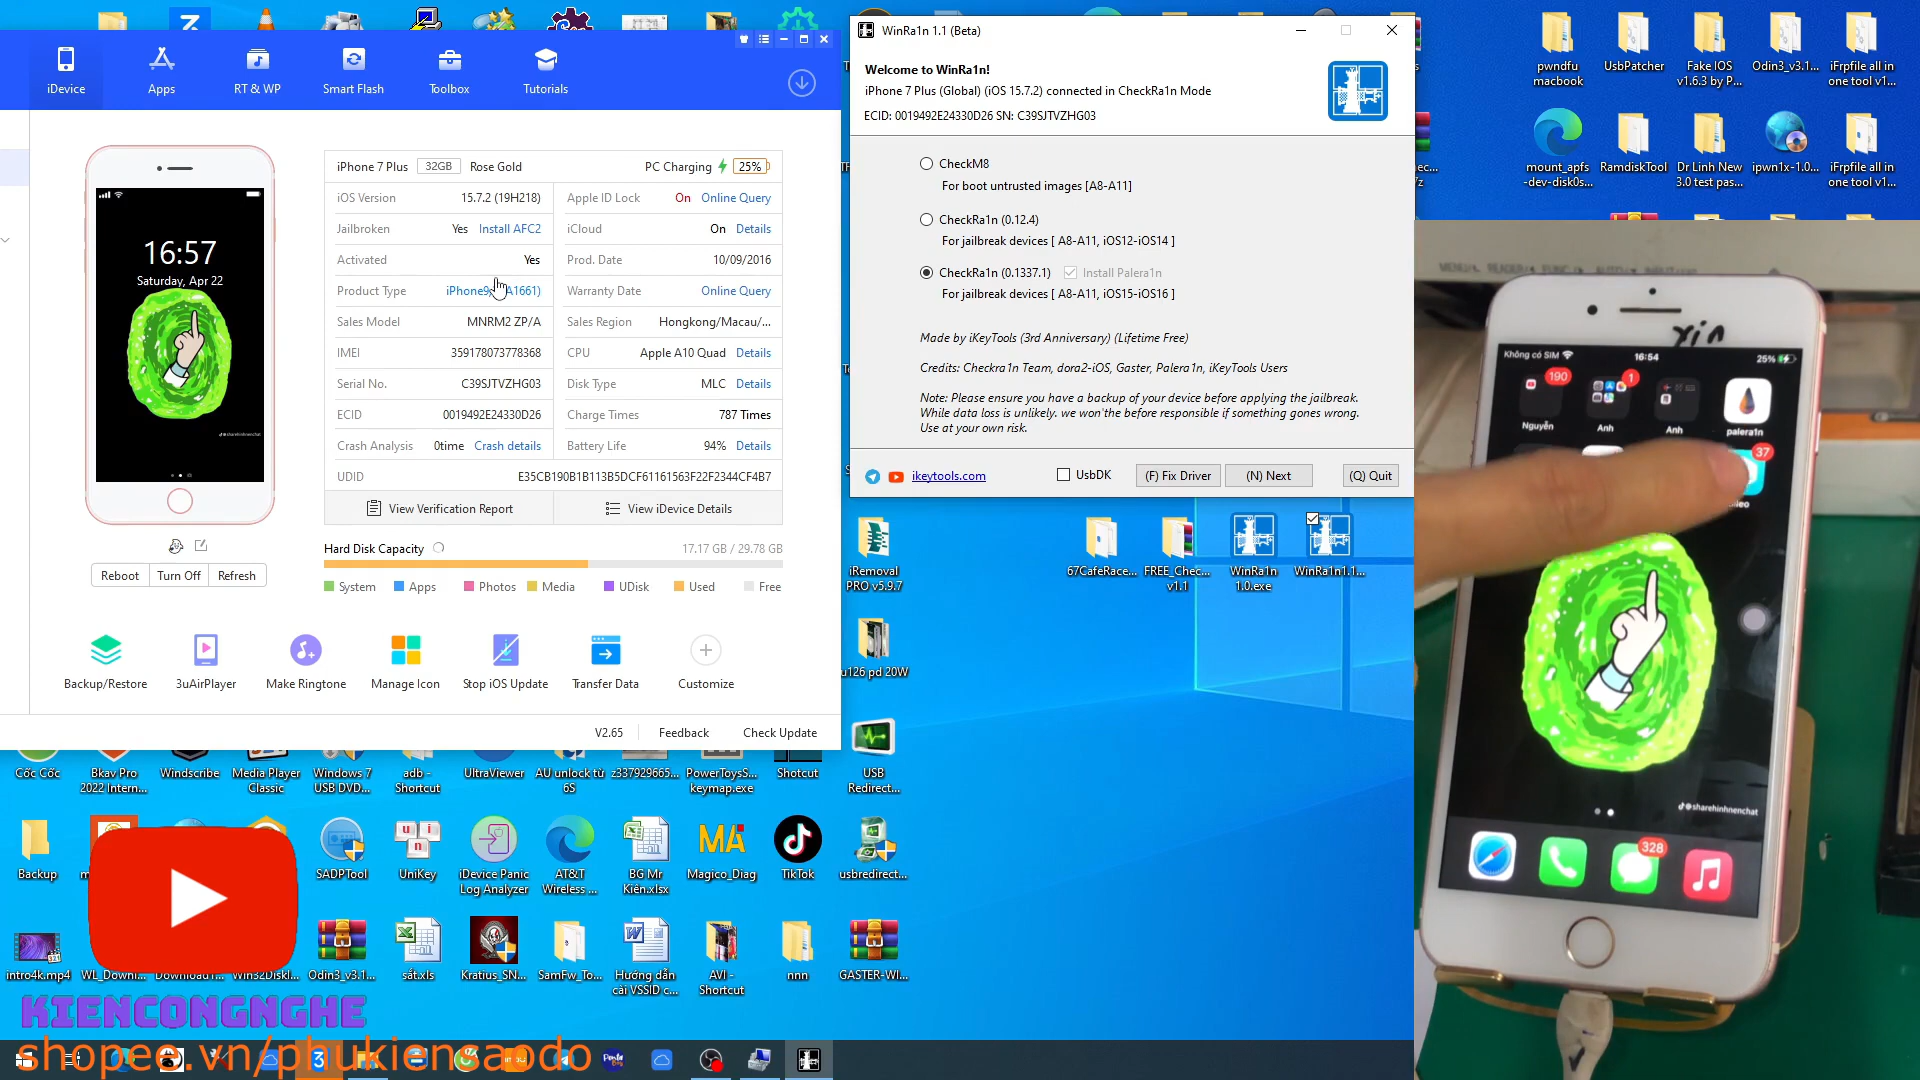 iDevice
Apps
RT & WP
Smart Flash
Toolbox
Tutorials
iPhone 7 Plus 32GB Rose Gold PC Charging 25%
iOS Version 15.7.2 (19H218) Apple ID Lock On Online Query
Jailbroken Yes Install AFC2 iCloud On Details
Activated Yes Prod. Date 10/09/2016
Product Type Warranty Date Online Query
Sales Model MNRM2 ZP/A Sales Region Hongkong/Macau/...
IMEI 359178073778368 CPU Apple A10 Quad Details
Serial No. C39SJTVZHG03 Disk Type MLC Details
ECID 0019492E24330D26 Charge Times 787 Times
Crash Analysis 0time Crash details Battery Life 94% Details
UDID E35CB190B1B113B5DCF61161563F22F2344CF4B7
View Verification Report View iDevice Details
Hard Disk Capacity 17.17 GB / 29.78 GB
System Apps Photos Media UDisk Used Free
16:57
Saturday, Apr 22
Reboot Turn Off Refresh
Backup/Restore 3uAirPlayer Make Ringtone Manage Icon Stop iOS Update Transfer Data Customize
V2.65 Feedback Check Update
WinRa1n 1.1 (Beta)
Welcome to WinRa1n!
iPhone 7 Plus (Global) (iOS 15.7.2) connected in CheckRa1n Mode
ECID: 0019492E24330D26 SN: C39SJTVZHG03
CheckM8
For boot untrusted images [A8-A11]
CheckRa1n (0.12.4)
For jailbreak devices [ A8-A11, iOS12-iOS14 ]
CheckRa1n (0.1337.1) Install Palera1n
For jailbreak devices [ A8-A11, iOS15-iOS16 ]
Made by iKeyTools (3rd Anniversary) (Lifetime Free)
Credits: Checkra1n Team, dora2-iOS, Gaster, Palera1n, iKeyTools Users
Note: Please ensure you have a backup of your device before applying the jailbreak.
While data loss is unlikely. we won'the before responsible if something gones wrong.
Use at your own risk.
ikeytools.com UsbDK (F) Fix Driver (N) Next (Q) Quit
pwndfu macbook
UsbPatcher
Fake IOS v1.6.3 by P...
Odin3_v3.1...
iFrpfile all in one tool v1...
mount_apfs -dev-disk0s...
RamdiskTool
Dr Linh New 3.0 test pas...
ipwn1x-1.0...
iFrpfile all in one tool v1...
iRemoval PRO v5.9.7
67CafeRace...
FREE_Chec... v1.1
WinRa1n 1.0.exe
WinRa1n1.1...
u126 pd 20W
Cốc Cốc
Bkav Pro 2022 Intern...
Windscribe
Media Player Classic
Windows 7 USB DVD...
adb - Shortcut
UltraViewer
AU unlock từ 6S
z337929665...
PowerToysS... keymap.exe
Shotcut
USB Redirect...
Backup
SADPTool
UniKey
iDevice Panic Log Analyzer
AT&T Wireless ...
BG Mr Kiên.xlsx
Magico_Diag
TikTok
usbredirect...
intro4k.mp4
Odin3_v3.1...
sắt.xls
Kratius_SN...
SamFw_To...
Hướng dẫn cài VSSID c...
AVI - Shortcut
nnn
GASTER-WI...
KIENCONGNGHE
shopee.vn/phukiensaodo
Không có SIM 16:54 25%
190
1
Nguyễn
Anh
Anh
palera1n
37
@sharehinhnenchat
328